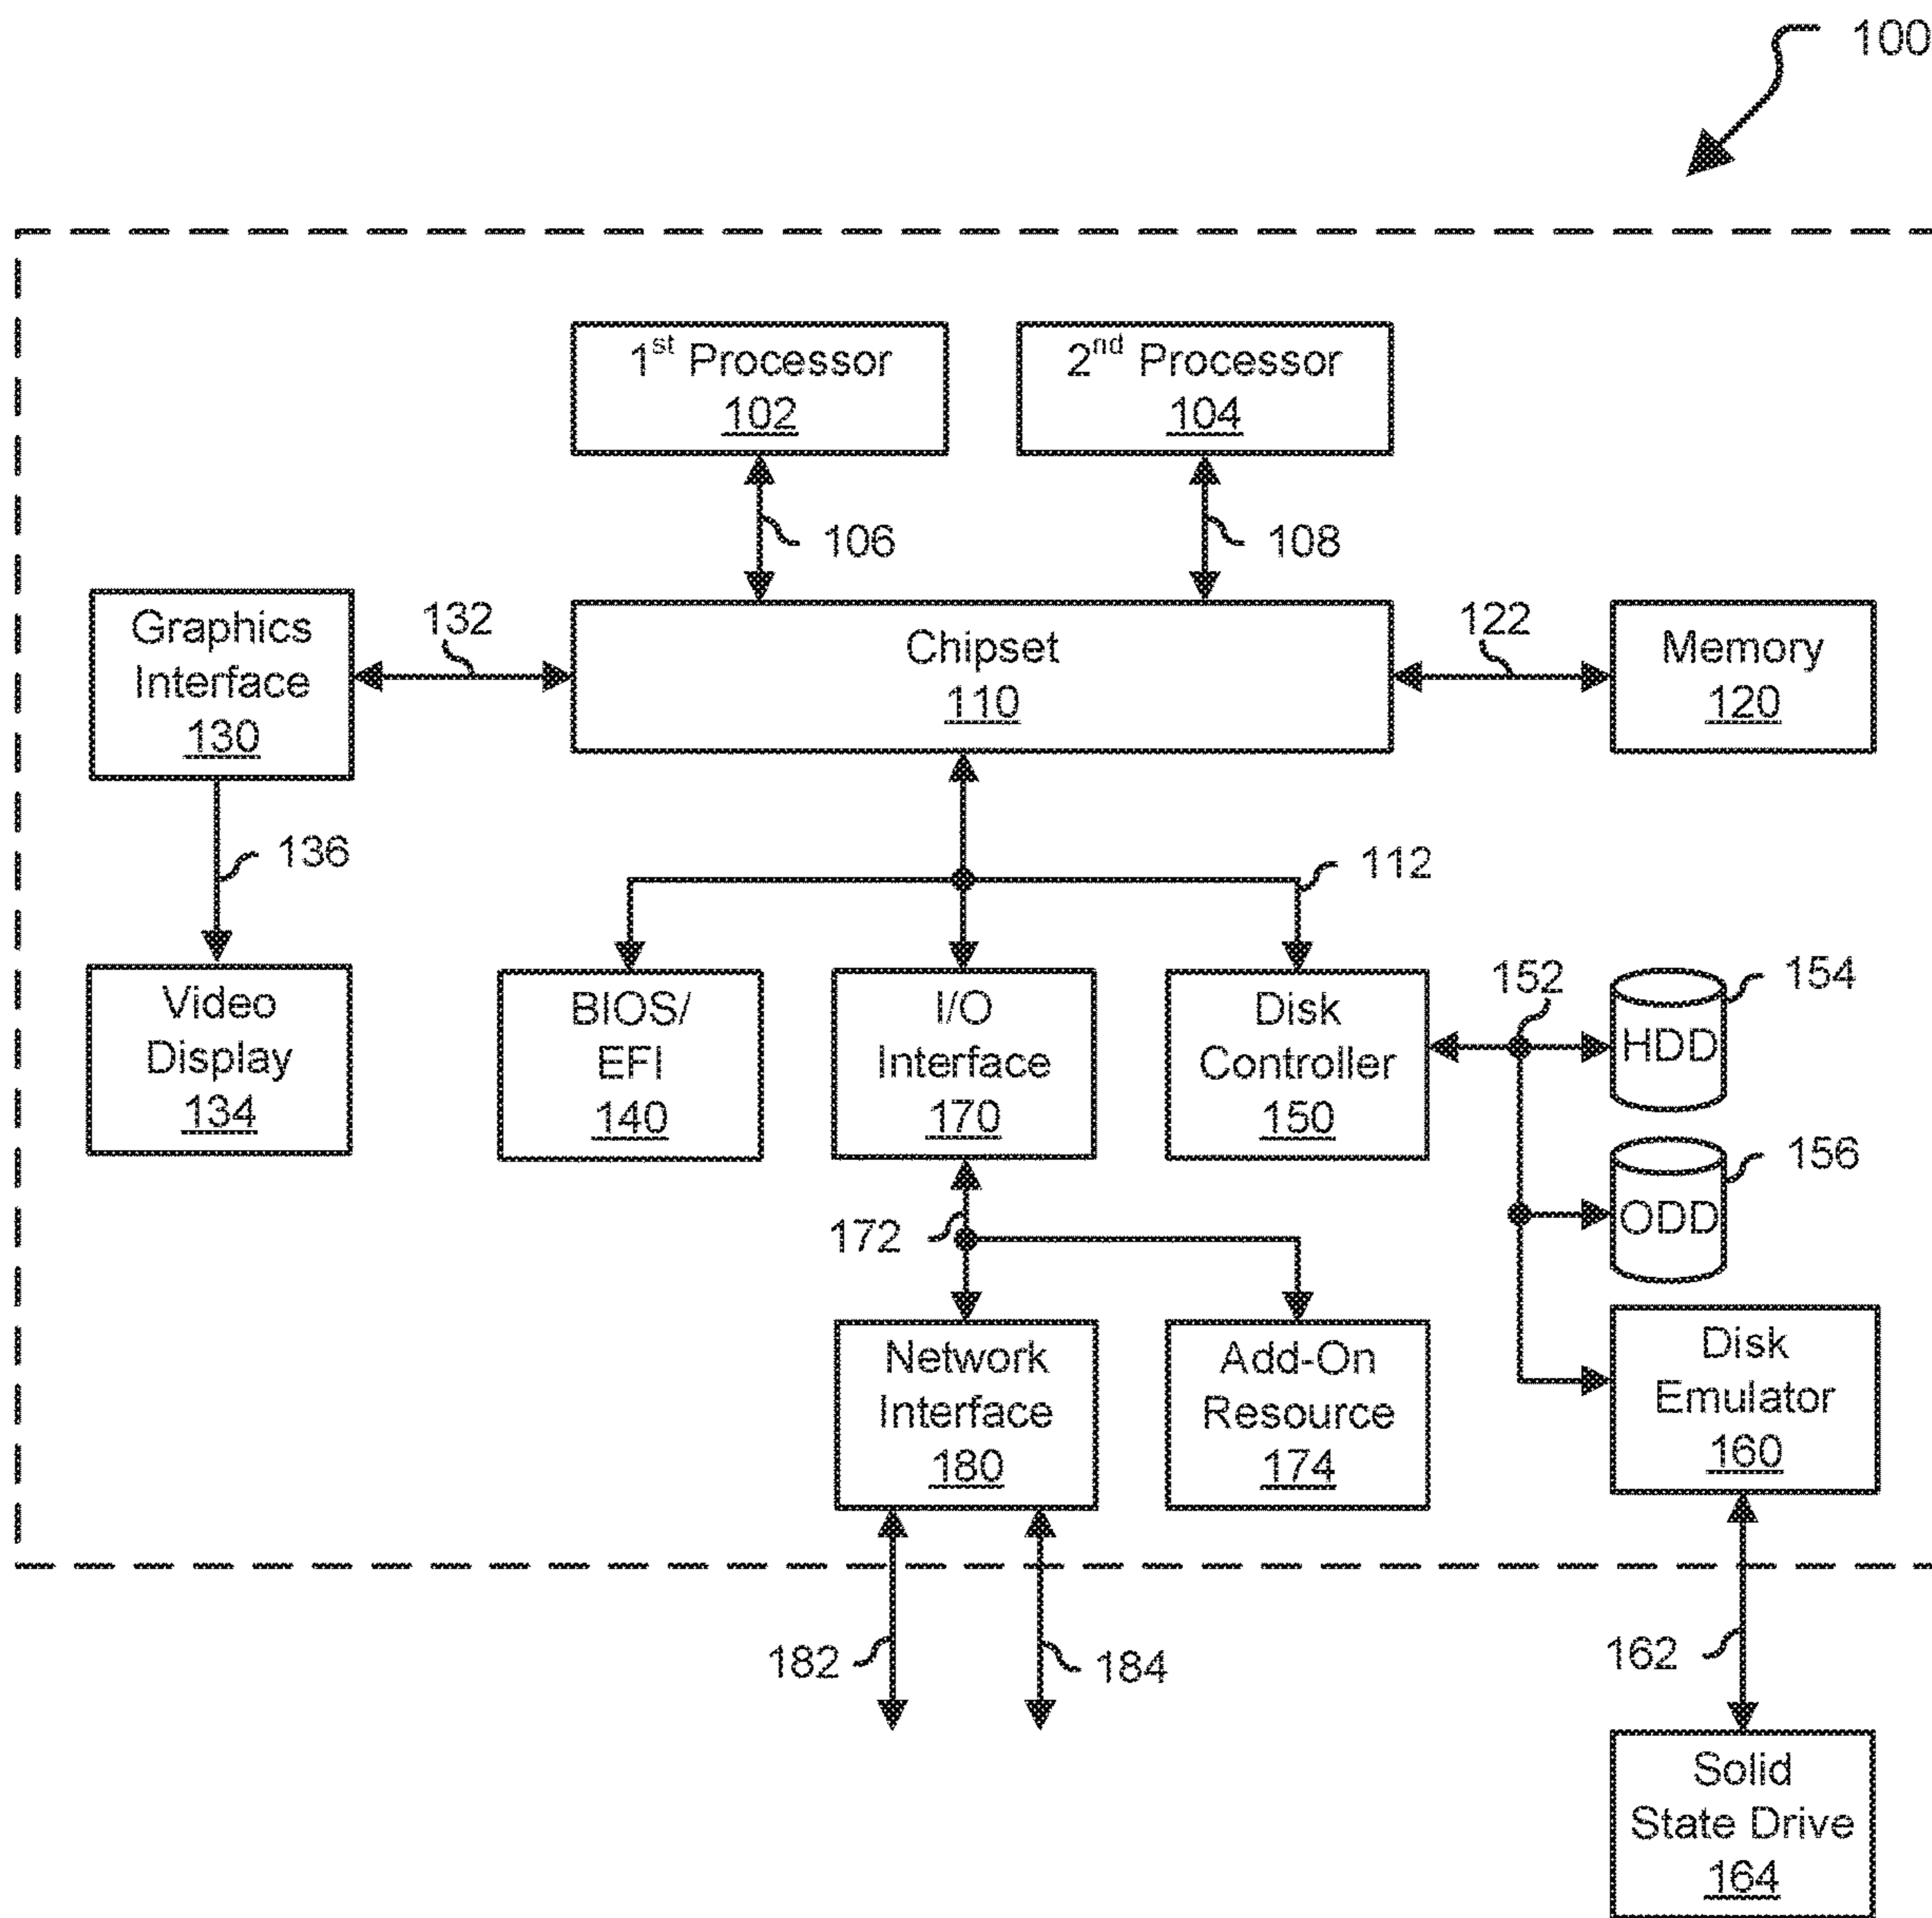 100
1st Processor
102
2nd Processor
104
106
108
Graphics
Interface
130
132
Chipset
110
122
Memory
120
136
112
Video
Display
134
BIOS/
EFI
140
I/O
Interface
170
Disk
Controller
150
152
HDD
154
ODD
156
172
Network
Interface
180
Add-On
Resource
174
Disk
Emulator
160
182
184
162
Solid
State Drive
164